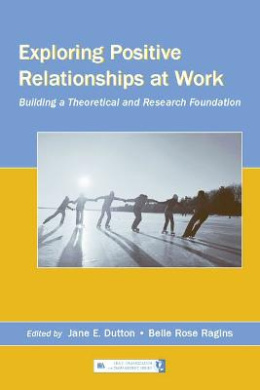 Exploring Positive
Relationships at Work
Building a Theoretical and Research Foundation
Edited by Jane E. Dutton • Belle Rose Ragins